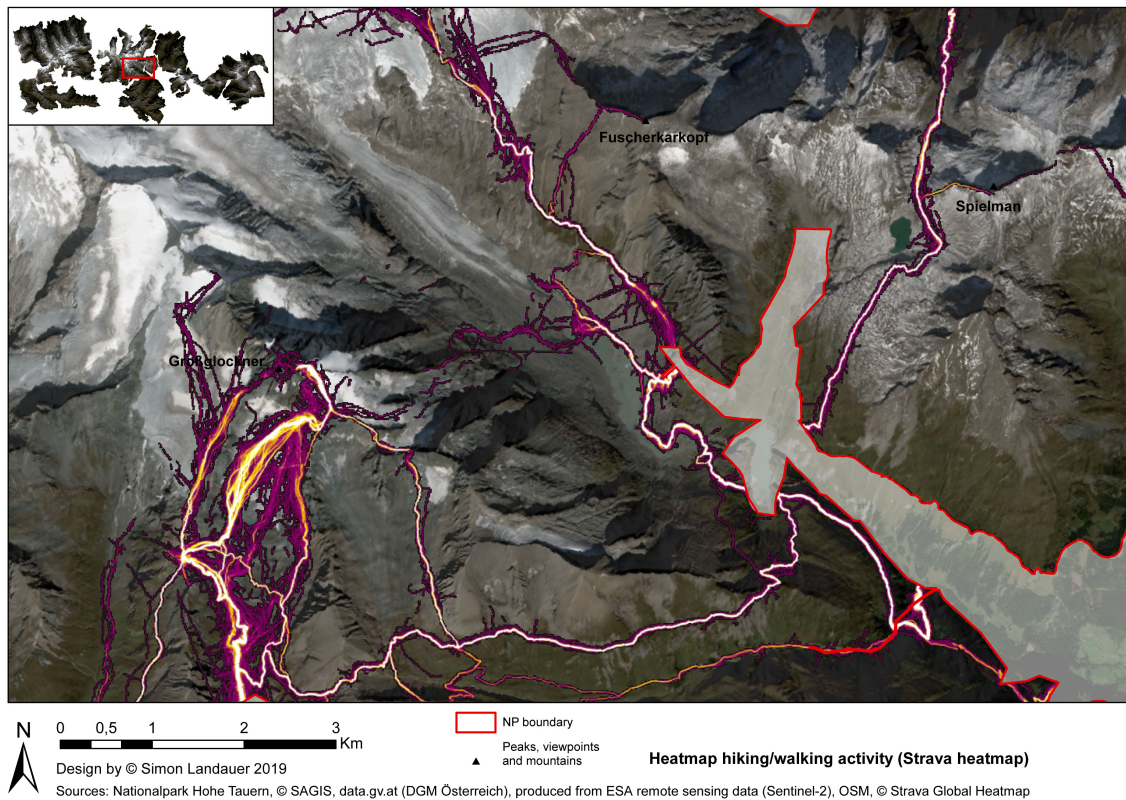 Fuscherkarkopf
Spielman
Großglockner
N
0 0,5 1 2 3
Km
NP boundary
Peaks, viewpoints
and mountains
Heatmap hiking/walking activity (Strava heatmap)
Design by © Simon Landauer 2019
Sources: Nationalpark Hohe Tauern, © SAGIS, data.gv.at (DGM Österreich), produced from ESA remote sensing data (Sentinel-2), OSM, © Strava Global Heatmap